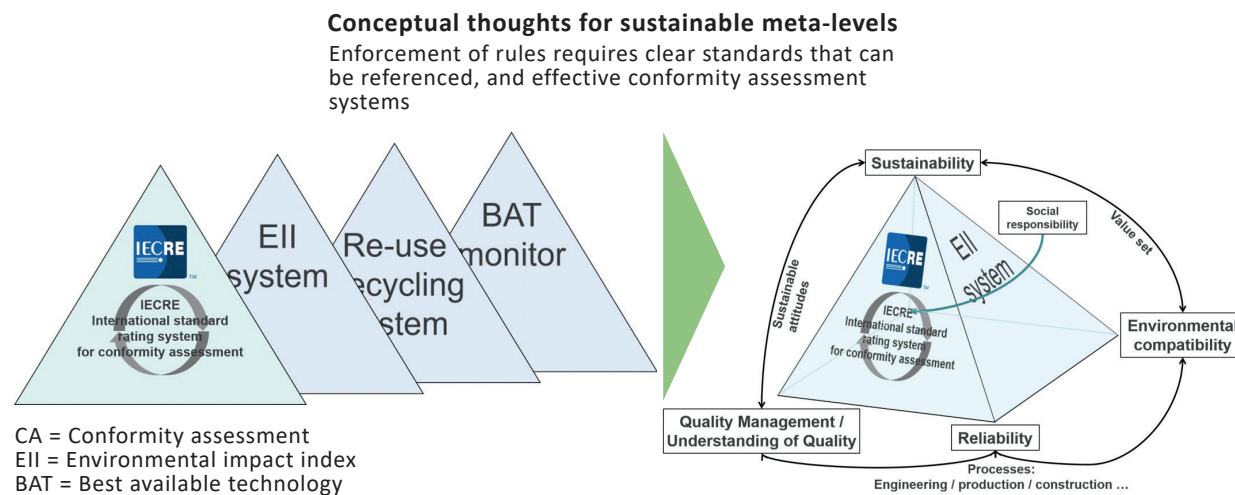 Conceptual thoughts for sustainable meta-levels
Enforcement of rules requires clear standards that can
be referenced, and effective conformity assessment
systems
IECRE
TM
IECRE
International standard
rating system
for conformity assessment
EII
system
Re-use
recycling
system
BAT
monitor
CA = Conformity assessment
EII = Environmental impact index
BAT = Best available technology
Sustainability
Social
responsibility
Value set
Sustainable
attitudes
IECRE
TM
EII
system
IECRE
International standard
rating system
for conformity assessment
Environmental
compatibility
Quality Management /
Understanding of Quality
Reliability
Processes:
Engineering / production / construction ...